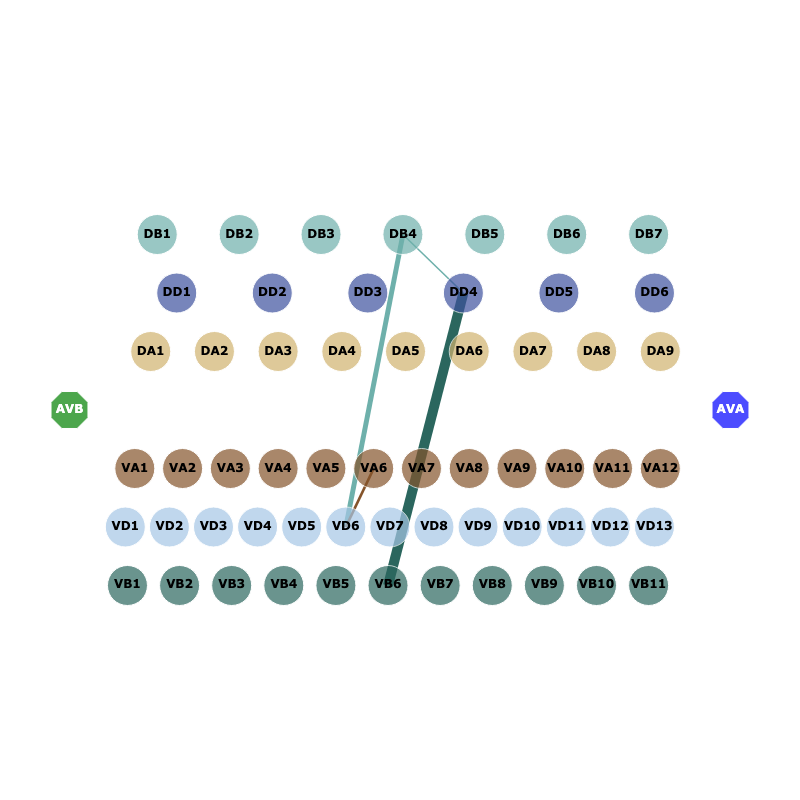 DB1 DB2 DB3 DB4 DB5 DB6 DB7
DD1 DD2 DD3 DD4 DD5 DD6
DA1 DA2 DA3 DA4 DA5 DA6 DA7 DA8 DA9
AVB AVA
VA1 VA2 VA3 VA4 VA5 VA6 VA7 VA8 VA9 VA10 VA11 VA12
VD1 VD2 VD3 VD4 VD5 VD6 VD7 VD8 VD9 VD10 VD11 VD12 VD13
VB1 VB2 VB3 VB4 VB5 VB6 VB7 VB8 VB9 VB10 VB11